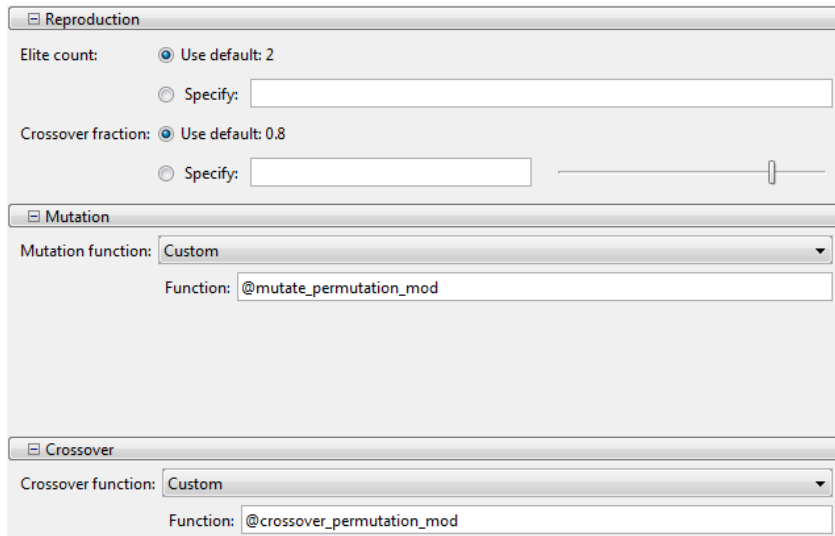 Reproduction
Elite count: Use default: 2
Specify:
Crossover fraction: Use default: 0.8
Specify:
Mutation
Mutation function: Custom
Function: @mutate_permutation_mod
Crossover
Crossover function: Custom
Function: @crossover_permutation_mod